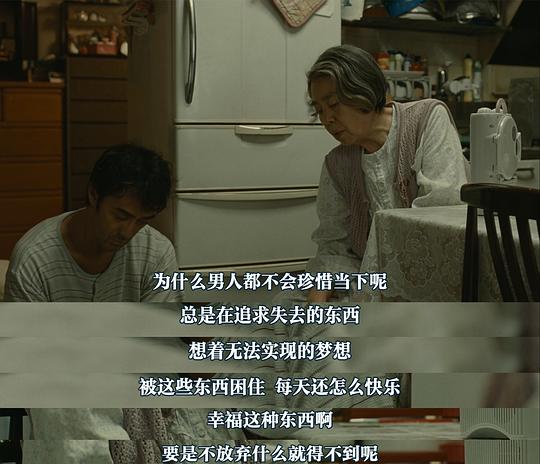 为什么男人都不会珍惜当下呢
总是在追求失去的东西
想着无法实现的梦想
被这些东西困住 每天还怎么快乐
幸福这种东西啊
要是不放弃什么就得不到呢